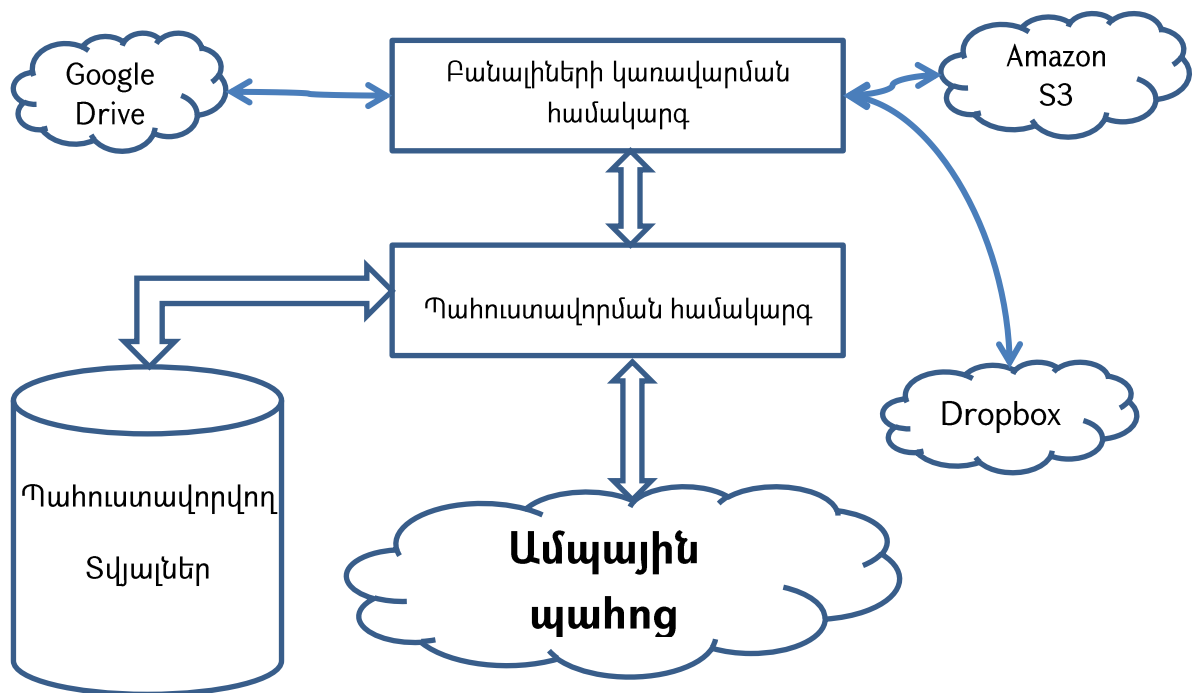 Google
Drive
Բանալիների կառավարման
համակարգ
Amazon
S3
Պահուստավորման համակարգ
Dropbox
Պահուստավորվող
Տվյալներ
Ամպային
պահոց